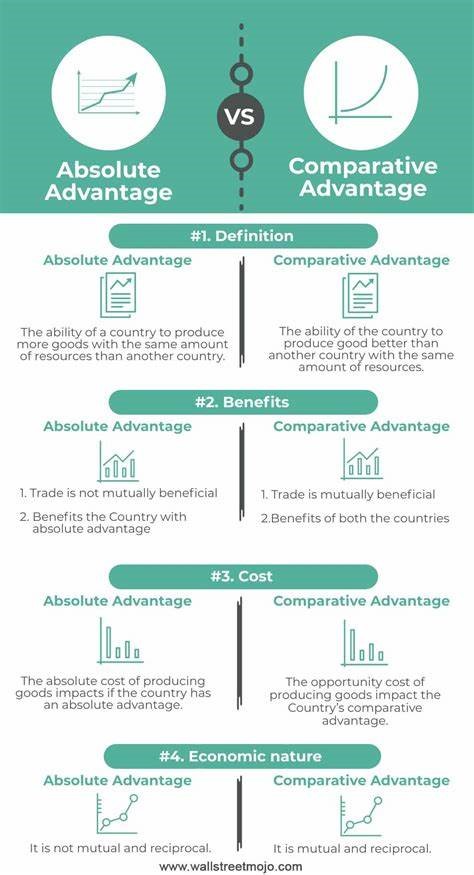 VS
Absolute
Advantage
Comparative
Advantage
#1. Definition
Absolute Advantage
The ability of a country to produce
more goods with the same amount
of resources than another country.
Comparative Advantage
The ability of the country to
produce good better than
another country with the same
amount of resources.
#2. Benefits
Absolute Advantage
1. Trade is not mutually beneficial
2. Benefits the Country with
absolute advantage
Comparative Advantage
1. Trade is mutually beneficial
2.Benefits of both the countries
#3. Cost
Absolute Advantage
The absolute cost of producing
goods impacts if the country has
an absolute advantage.
Comparative Advantage
The opportunity cost of
producing goods impact the
Country's comparative
advantage.
#4. Economic nature
Absolute Advantage
It is not mutual and reciprocal.
Comparative Advantage
It is mutual and reciprocal.
www.wallstreetmojo.com